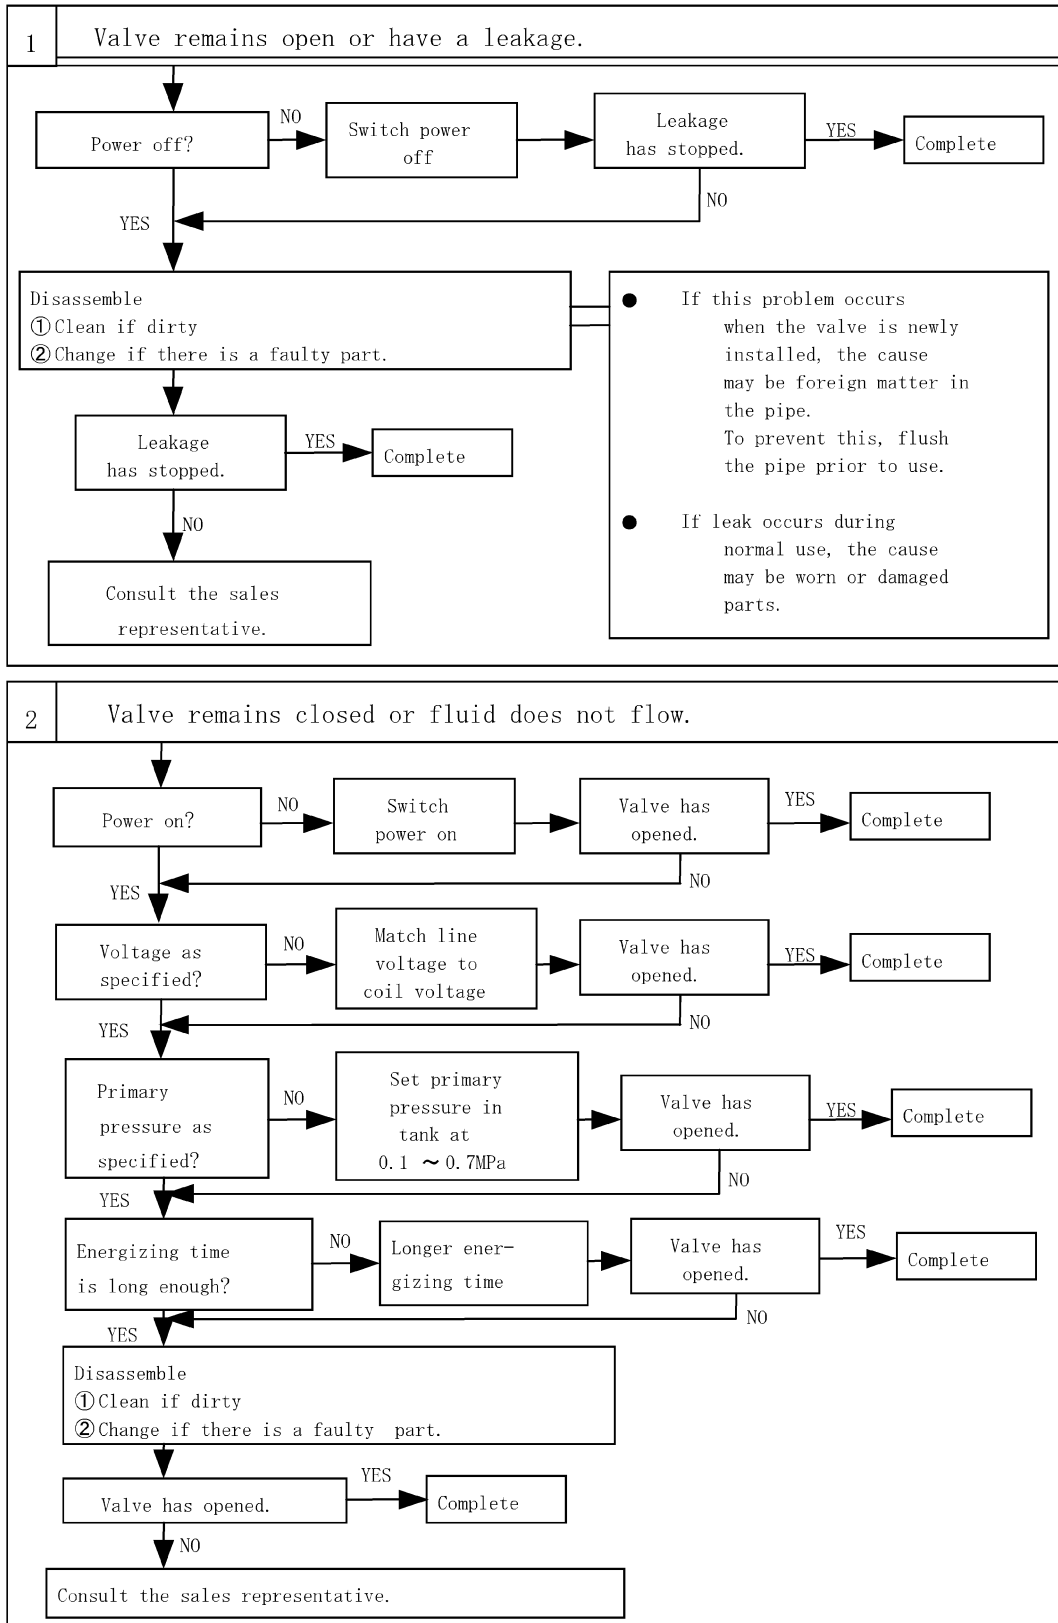 1
Valve remains open or have a leakage.
Power off?
NO
Switch power
off
Leakage
has stopped.
YES
Complete
NO
YES
Disassemble
①Clean if dirty
②Change if there is a faulty part.
● If this problem occurs
when the valve is newly
installed, the cause
may be foreign matter in
the pipe.
To prevent this, flush
the pipe prior to use.
● If leak occurs during
normal use, the cause
may be worn or damaged
parts.
Leakage
has stopped.
YES
Complete
NO
Consult the sales
representative.
2
Valve remains closed or fluid does not flow.
Power on?
NO
Switch
power on
Valve has
opened.
YES
Complete
NO
YES
Voltage as
specified?
NO
Match line
voltage to
coil voltage
Valve has
opened.
YES
Complete
NO
YES
Primary
pressure as
specified?
NO
Set primary
pressure in
tank at
0.1 ～0.7MPa
Valve has
opened.
YES
Complete
NO
YES
Energizing time
is long enough?
NO
Longer ener-
gizing time
Valve has
opened.
YES
Complete
NO
YES
Disassemble
①Clean if dirty
②Change if there is a faulty part.
Valve has opened.
YES
Complete
NO
Consult the sales representative.